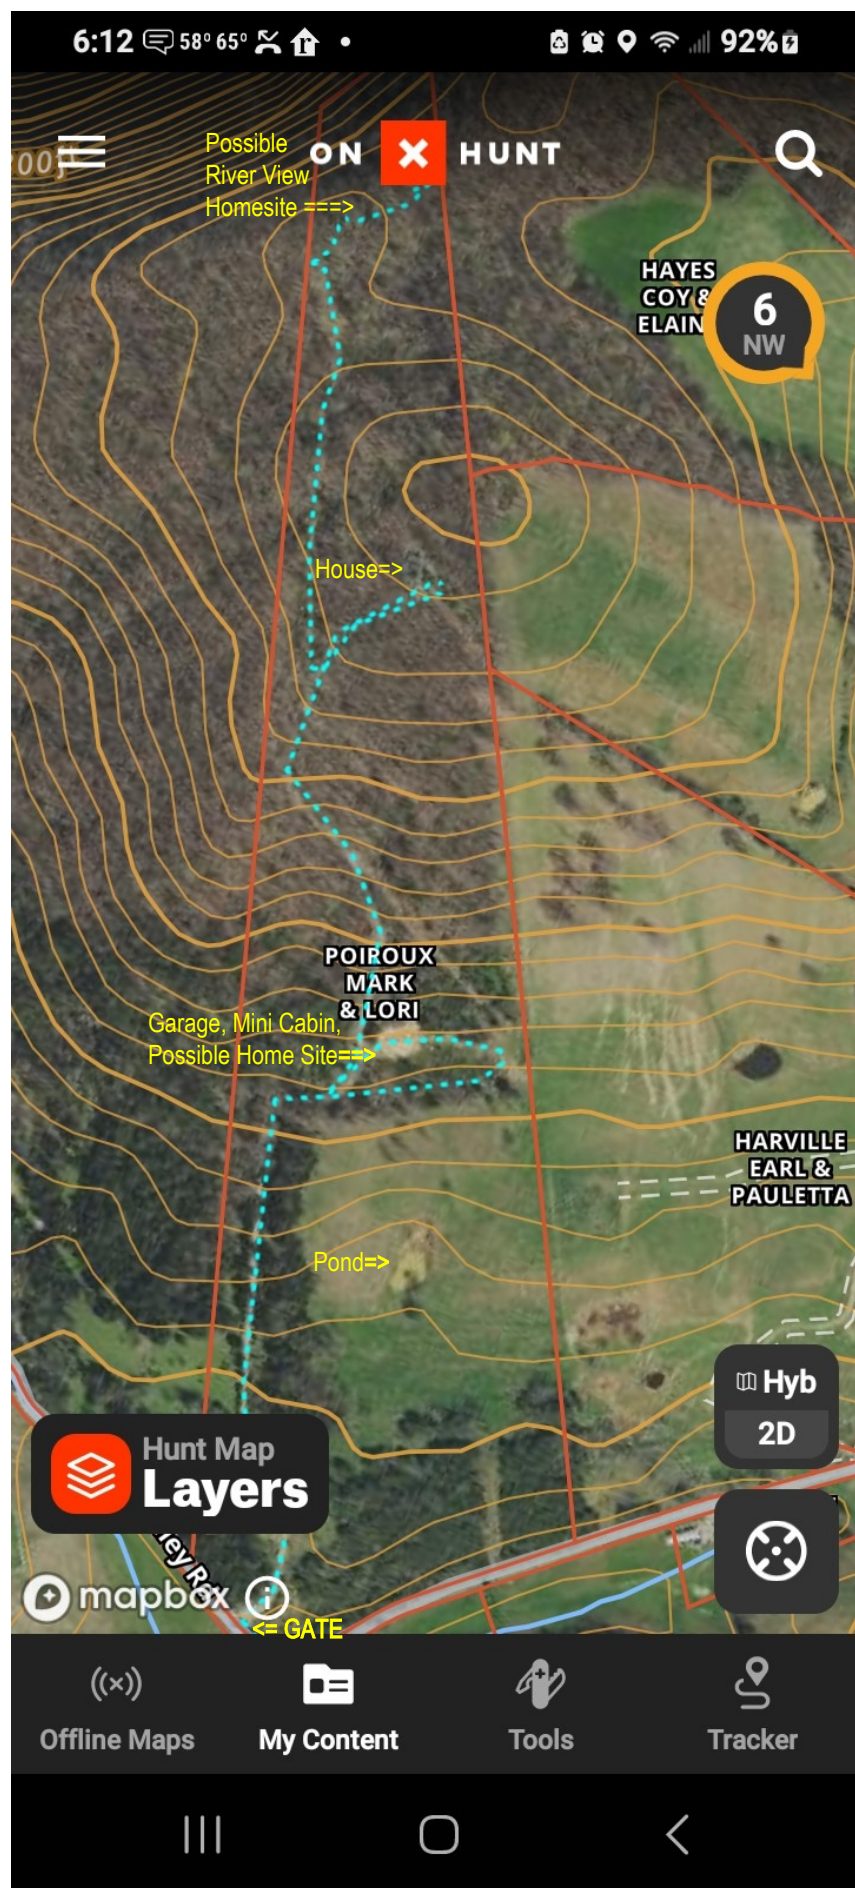 6:12 58° 65° 92%
Possible
River View
Homesite ===>
ON X HUNT
HAYES
COY &
ELAIN
6
NW
House=>
POIROUX
MARK
& LORI
Garage, Mini Cabin,
Possible Home Site==>
HARVILLE
EARL &
PAULETTA
Pond=>
Hyb
2D
Hunt Map
Layers
mapbox
<= GATE
Offline Maps
My Content
Tools
Tracker